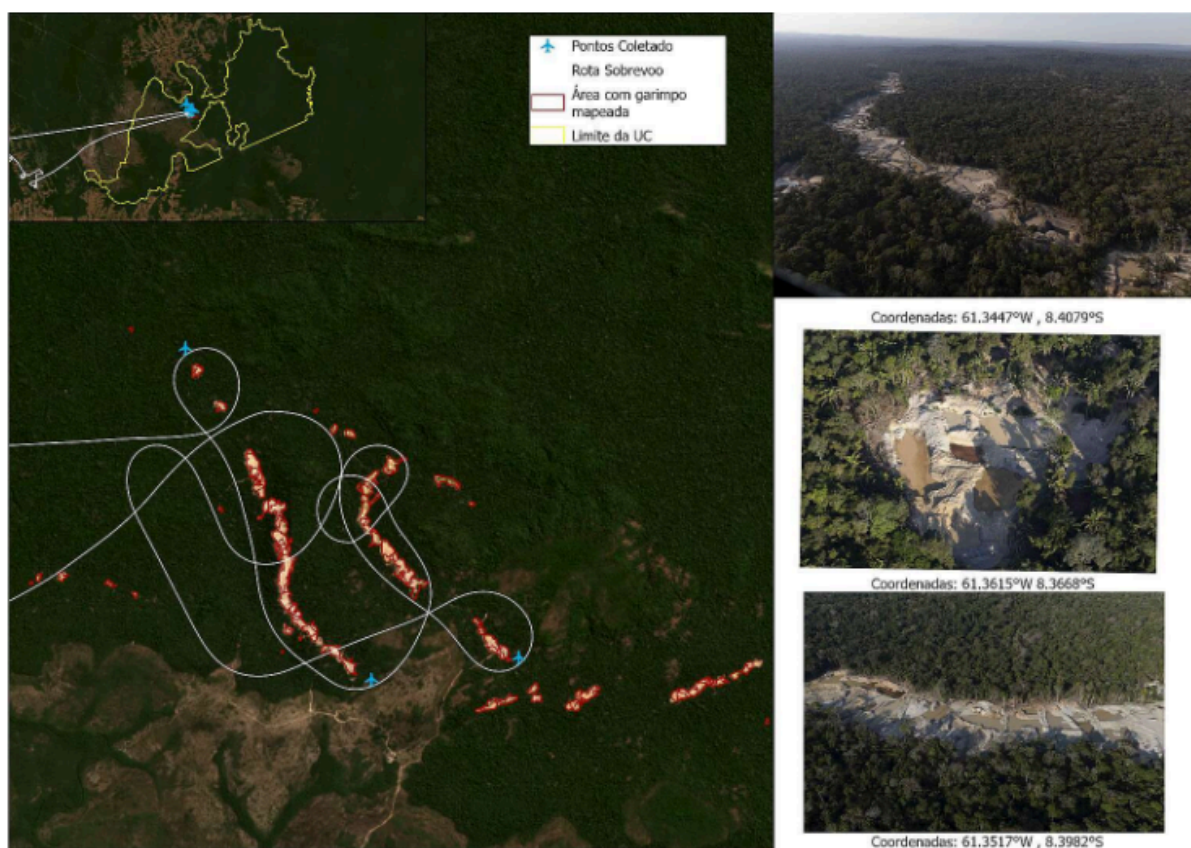 Pontos Coletado
Rota Sobrevoo
Área com garimpo
mapeada
Limite da UC
Coordenadas: 61.3447°W , 8.4079°S
Coordenadas: 61.3615°W 8.3668°S
Coordenadas: 61.3517°W , 8.3982°S